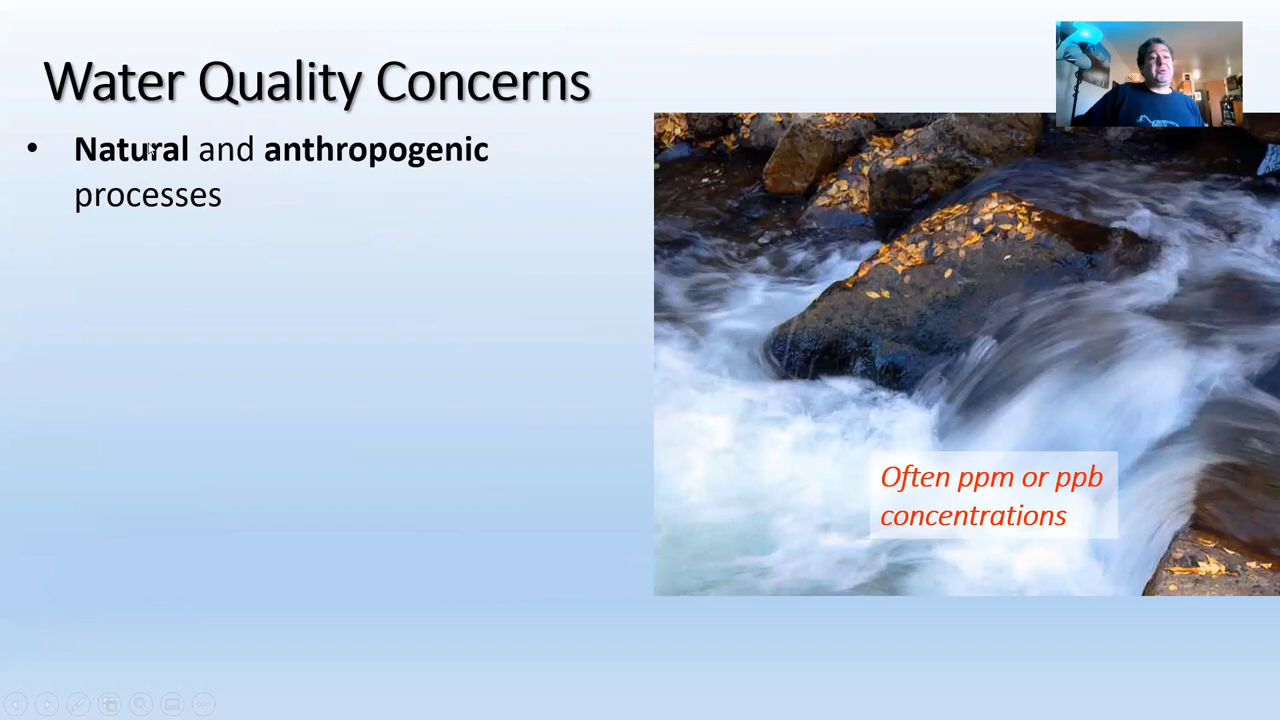 Water Quality Concerns
• Natural and anthropogenic
processes
Often ppm or ppb
concentrations